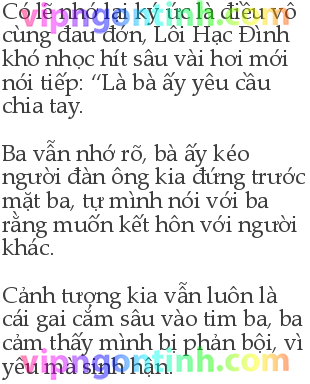 Có lẽ nhớ lại ký ức là điều vô
cùng đau đớn, Lôi Hạc Đình
khó nhọc hít sâu vài hơi mới
nói tiếp: “Là bà ấy yêu cầu
chia tay.
Ba vẫn nhớ rõ, bà ấy kéo
người đàn ông kia đứng trước
mặt ba, tự mình nói với ba
rằng muốn kết hôn với người
khác.
Cảnh tượng kia vẫn luôn là
cái gai cắm sâu vào tim ba, ba
cảm thấy mình bị phản bội, vì
yêu mà sinh hận.
vipngontinh.com
vipngontinh.com